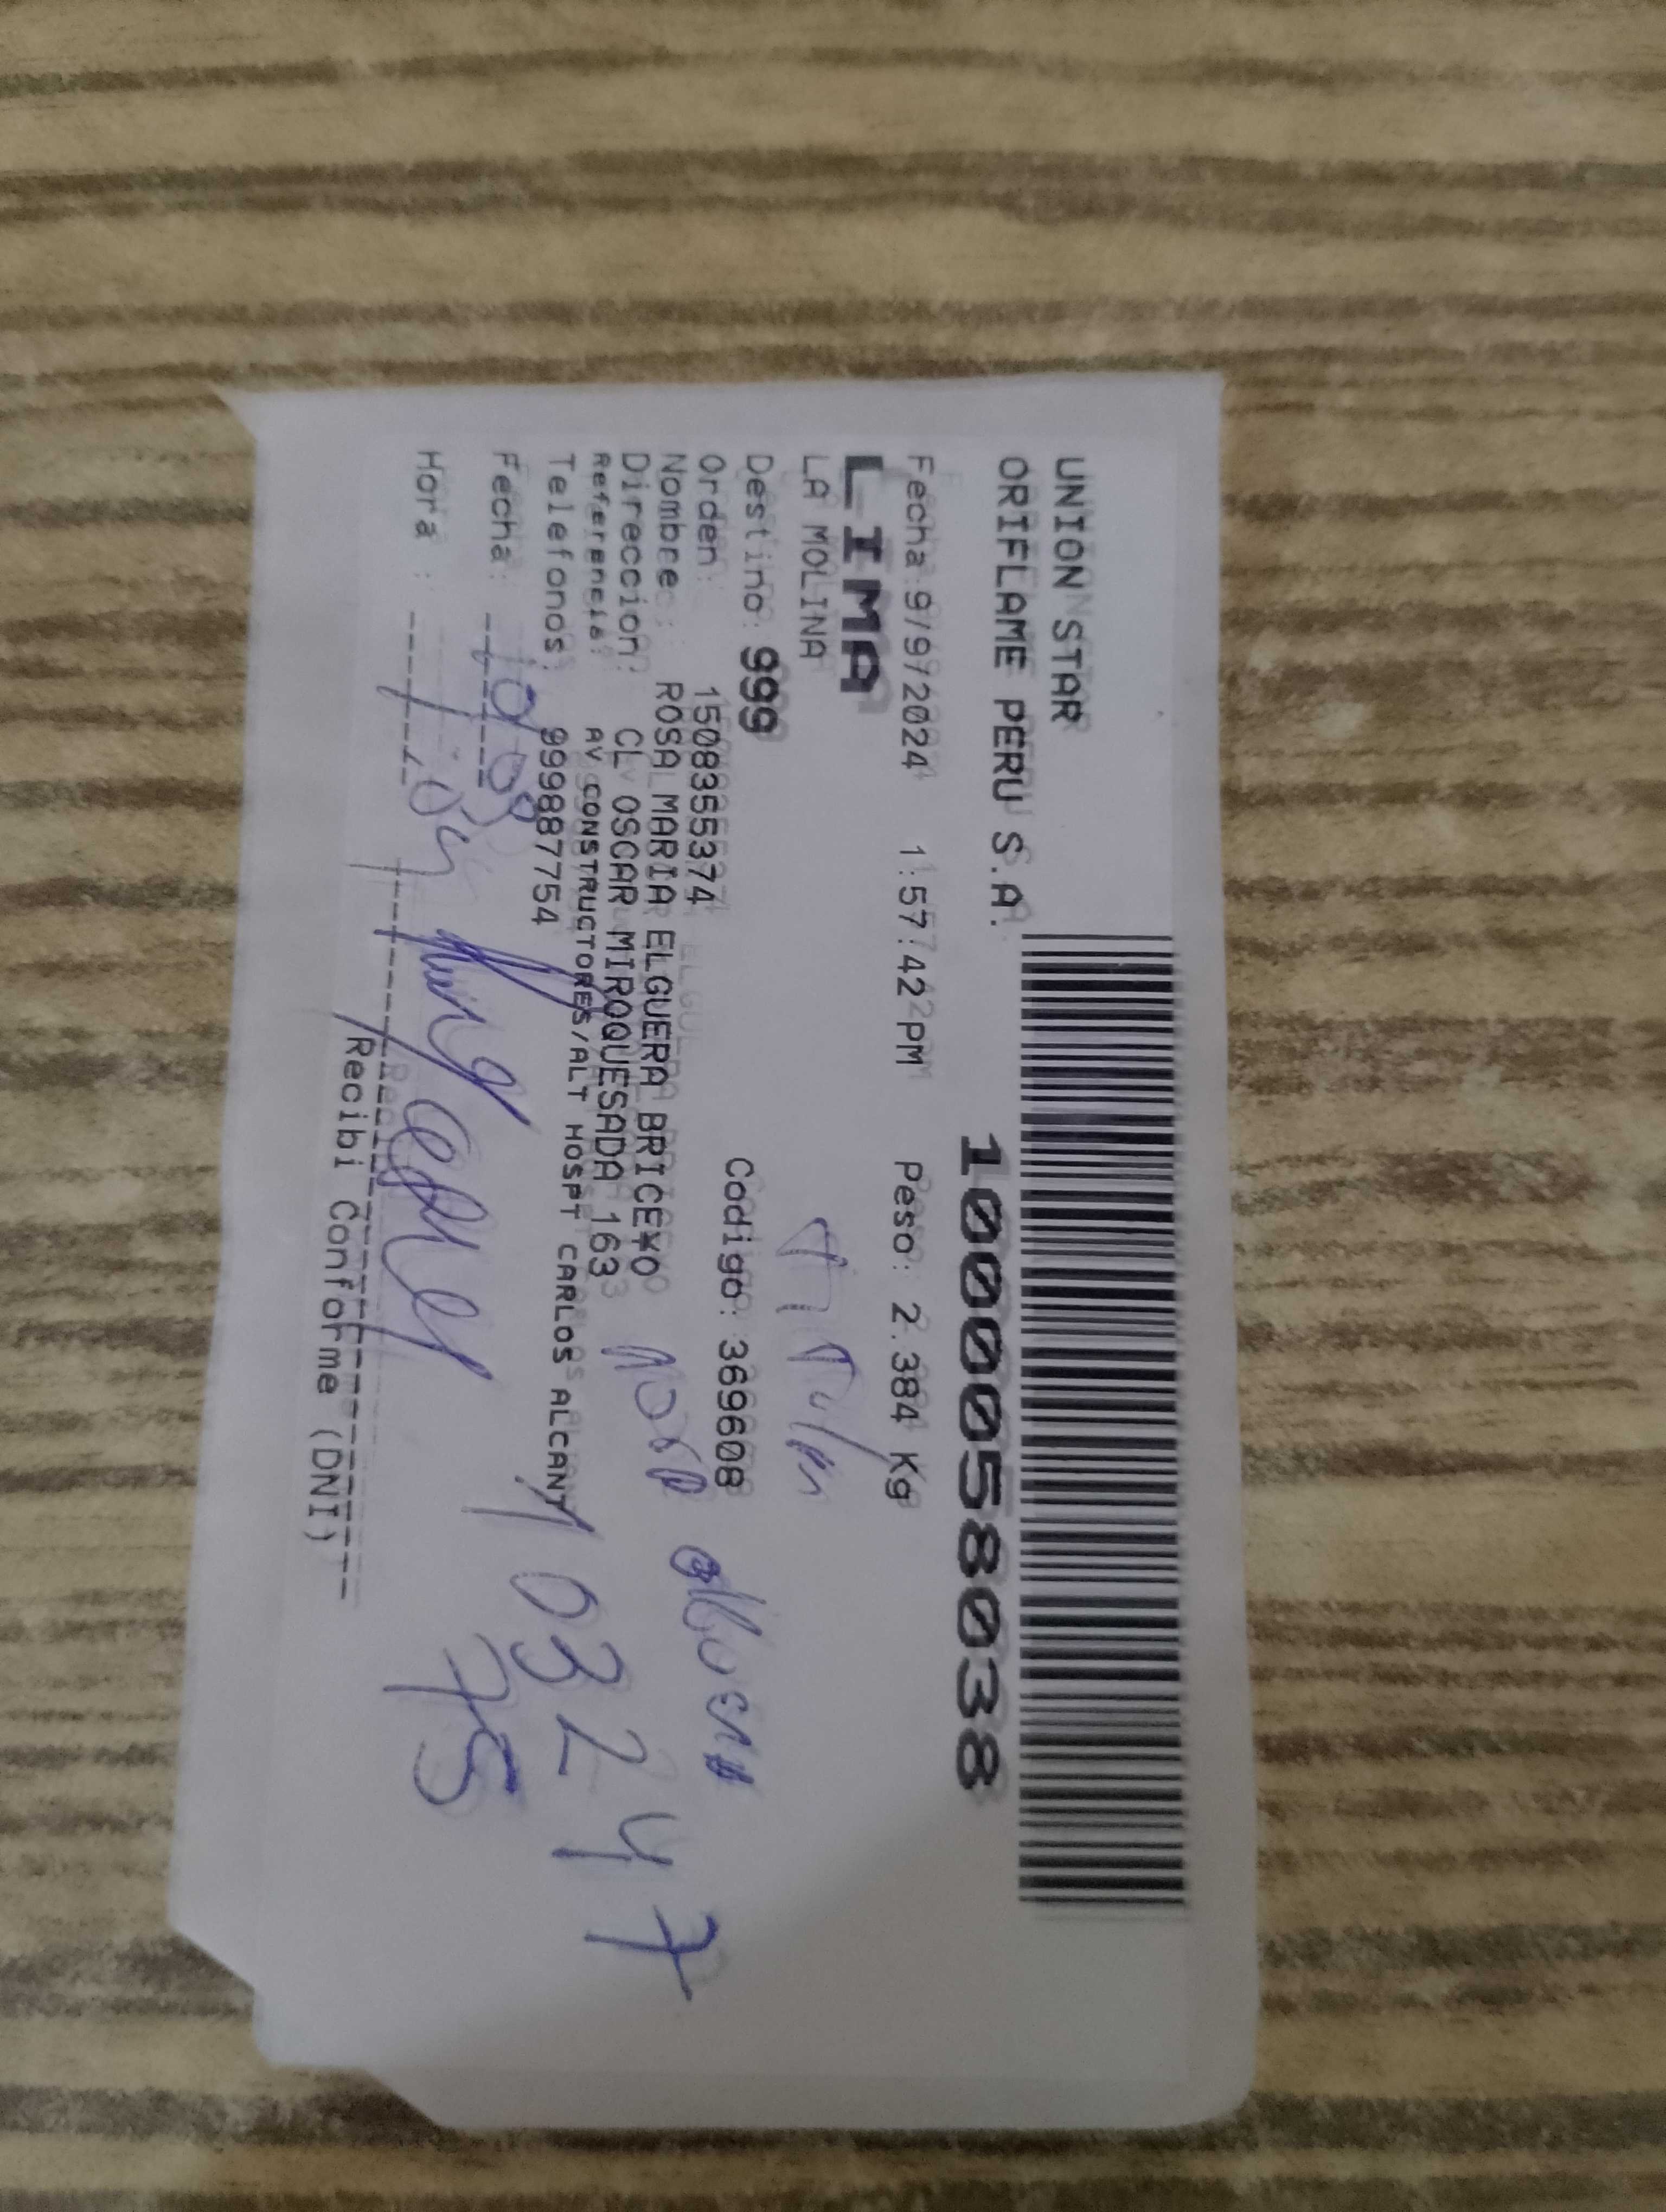 UNION STAR
ORIFLAME PERU S.A.
10000058038
Fecha: 9/9/2024 1:57:42 PM Peso: 2.384 Kg
LIMA
LA MOLINA
Destino: 999 Codigo: 369608
Orden: 1508355374
Nombre: ROSA MARIA ELGUERA BRICE¥O
Direccion: CL OSCAR MIROQUESADA 163
Referencia: AV CONSTRUCTORES/ALT HOSPT CARLOS ALCANT
Telefonos: 999887754
Fecha:
Hora :
103247
75
Recibi Conforme (DNI)